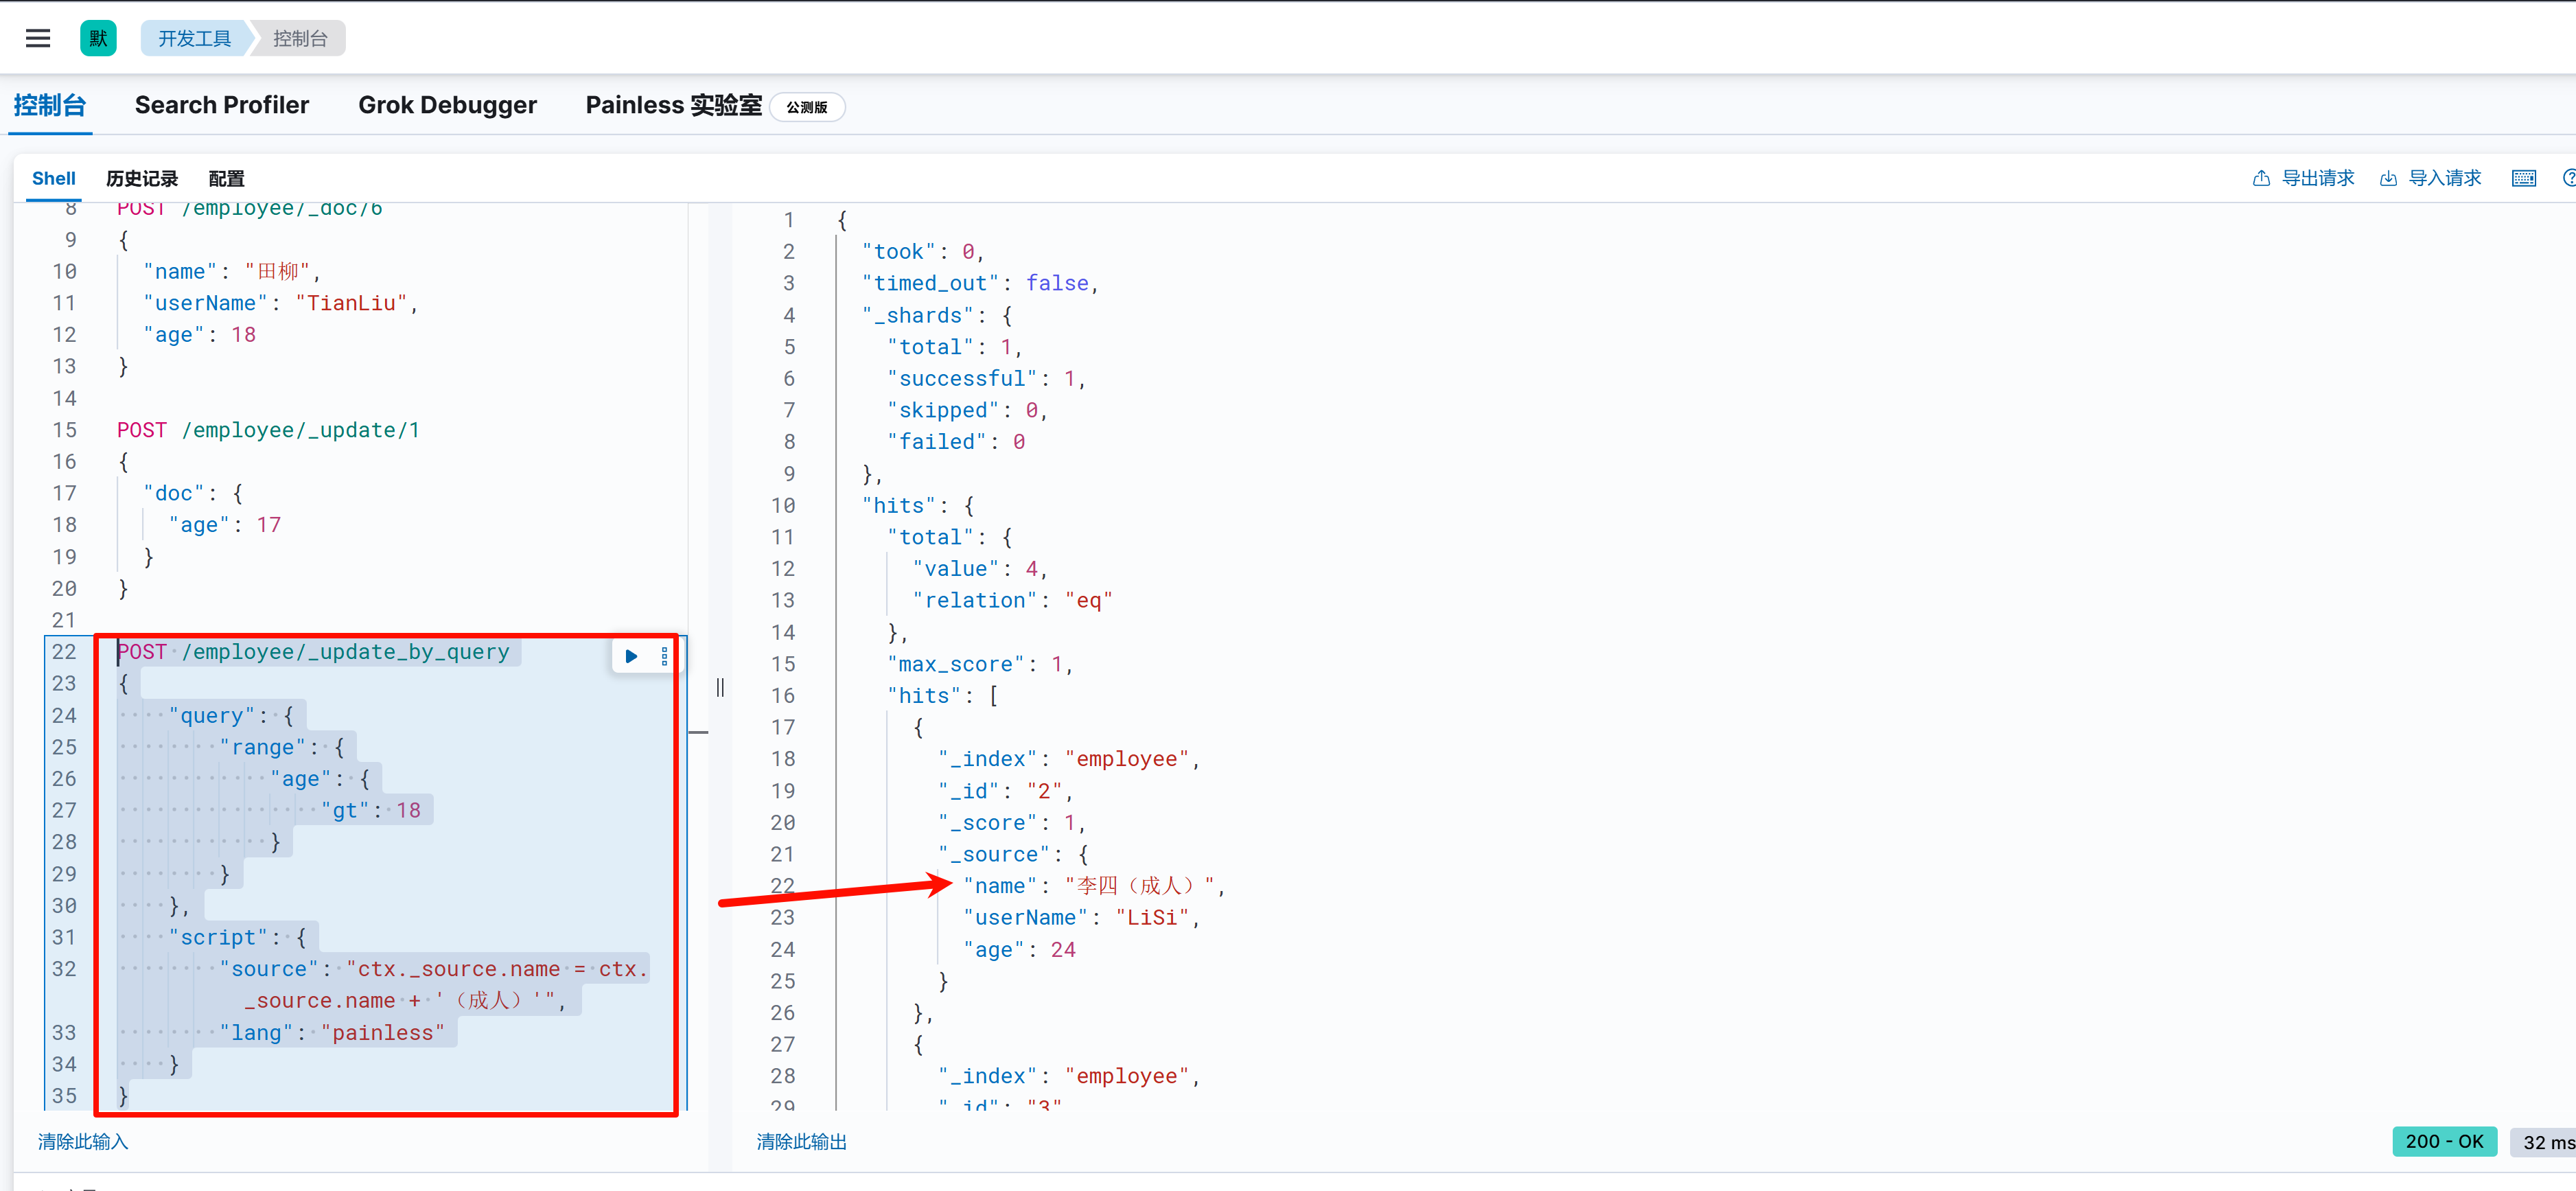 默 开发工具 控制台
控制台 Search Profiler Grok Debugger Painless 实验室 公测版
Shell 历史记录 配置 导出请求 导入请求
8 POST /employee/_doc/6
9 {
10 "name": "田柳",
11 "userName": "TianLiu",
12 "age": 18
13 }
14
15 POST /employee/_update/1
16 {
17 "doc": {
18 "age": 17
19 }
20 }
21
22 POST /employee/_update_by_query
23 {
24 "query": {
25 "range": {
26 "age": {
27 "gt": 18
28 }
29 }
30 },
31 "script": {
32 "source": "ctx._source.name = ctx.
_source.name + '（成人）'",
33 "lang": "painless"
34 }
35 }
清除此输入
1 {
2 "took": 0,
3 "timed_out": false,
4 "_shards": {
5 "total": 1,
6 "successful": 1,
7 "skipped": 0,
8 "failed": 0
9 },
10 "hits": {
11 "total": {
12 "value": 4,
13 "relation": "eq"
14 },
15 "max_score": 1,
16 "hits": [
17 {
18 "_index": "employee",
19 "_id": "2",
20 "_score": 1,
21 "_source": {
22 "name": "李四（成人）",
23 "userName": "LiSi",
24 "age": 24
25 }
26 },
27 {
28 "_index": "employee",
29 "_id": "3"
清除此输出
200 - OK 32 ms